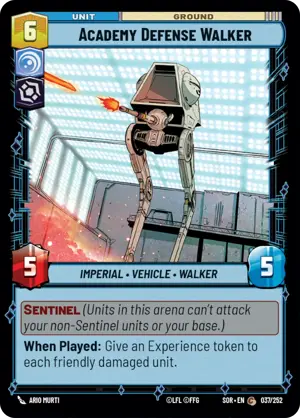 UNIT
GROUND
6
ACADEMY DEFENSE WALKER
5
5
IMPERIAL • VEHICLE • WALKER
SENTINEL (Units in this arena can't attack
your non-Sentinel units or your base.)
When Played: Give an Experience token to
each friendly damaged unit.
ARIO MURTI
©LFL ©FFG
SOR • EN
C
037/252